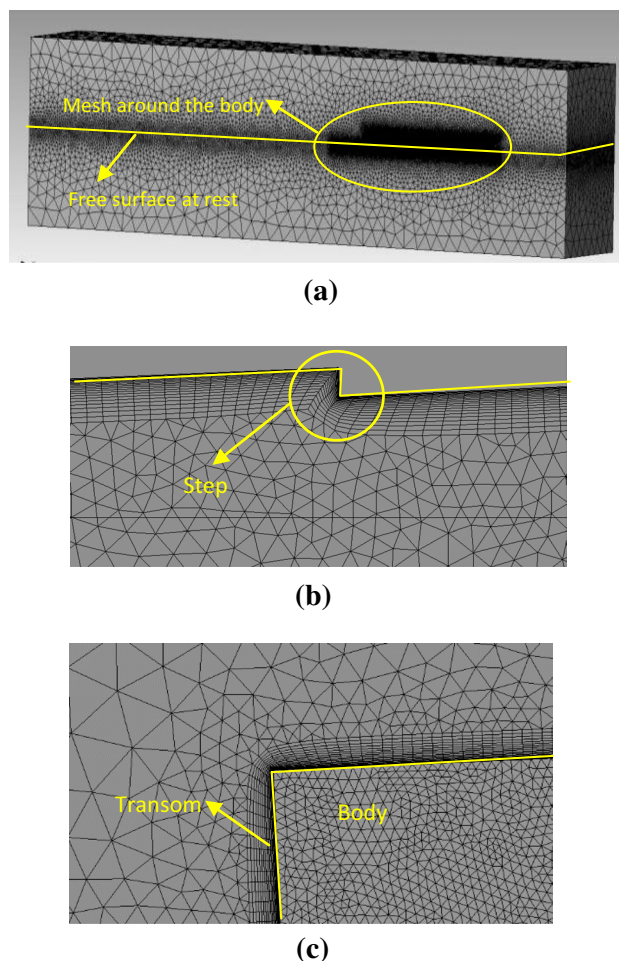 Mesh around the body
Free surface at rest
(a)
Step
(b)
Transom
Body
(c)